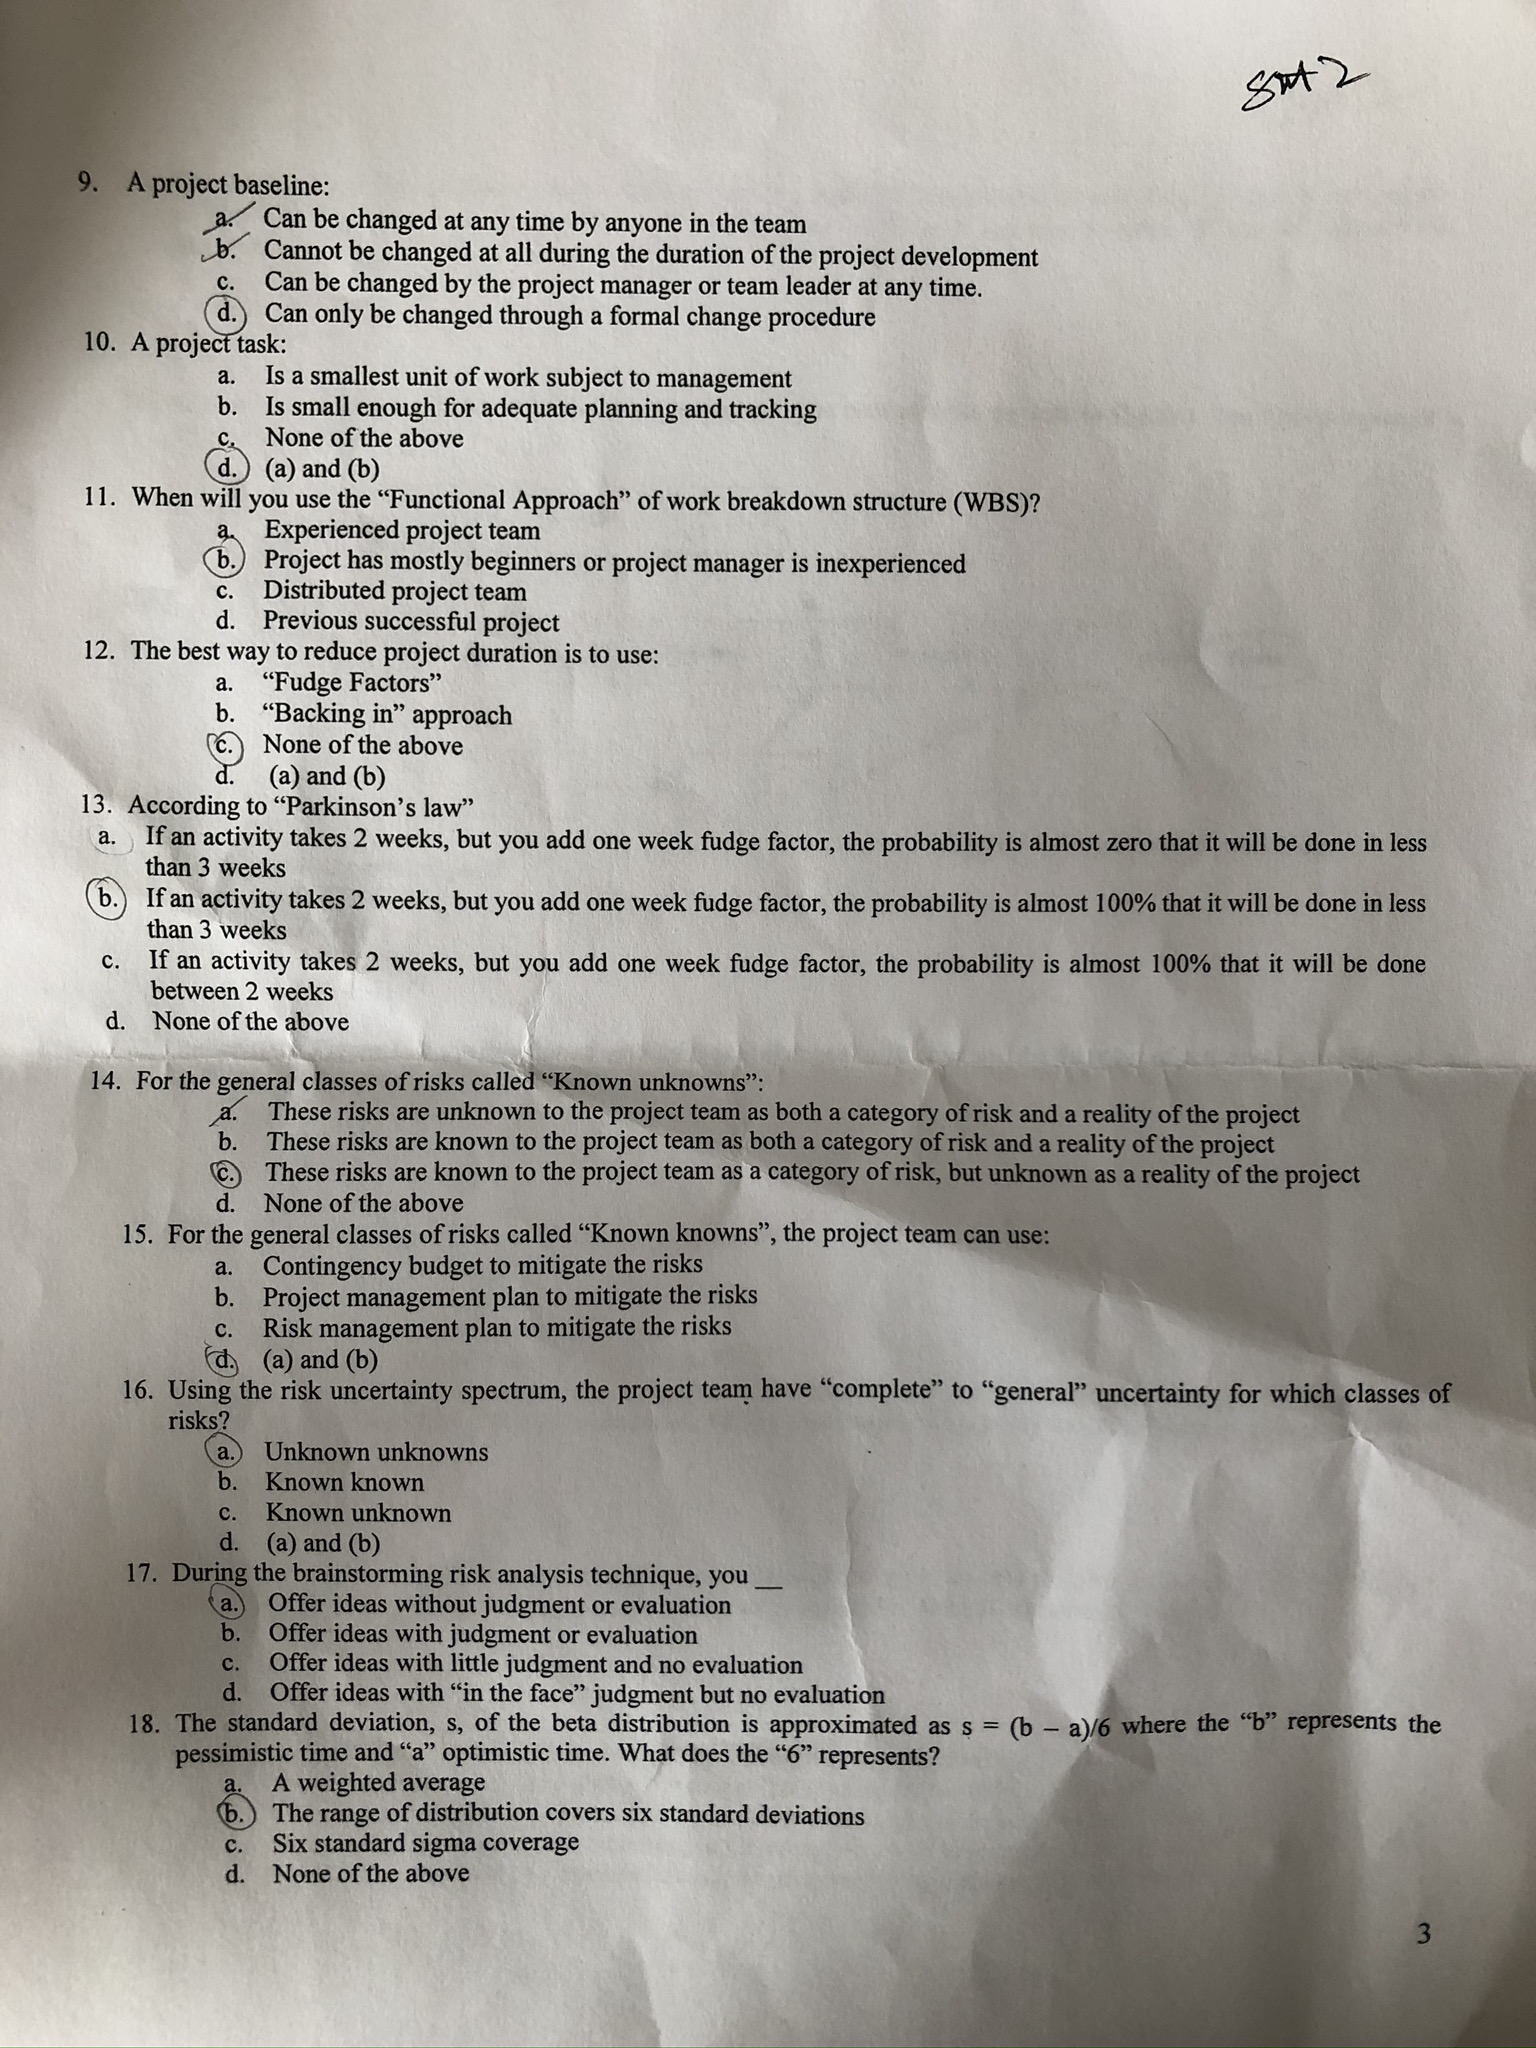 9. A project baseline:
a. Can be changed at any time by anyone in the team
b. Cannot be changed at all during the duration of the project development
c. Can be changed by the project manager or team leader at any time.
d. Can only be changed through a formal change procedure
10. A project task:
a. Is a smallest unit of work subject to management
b. Is small enough for adequate planning and tracking
c. None of the above
d. (a) and (b)
11. When will you use the “Functional Approach” of work breakdown structure (WBS)?
a. Experienced project team
b. Project has mostly beginners or project manager is inexperienced
c. Distributed project team
d. Previous successful project
12. The best way to reduce project duration is to use:
a. “Fudge Factors”
b. “Backing in” approach
c. None of the above
d. (a) and (b)
13. According to “Parkinson’s law”
a. If an activity takes 2 weeks, but you add one week fudge factor, the probability is almost zero that it will be done in less
than 3 weeks
b. If an activity takes 2 weeks, but you add one week fudge factor, the probability is almost 100% that it will be done in less
than 3 weeks
c. If an activity takes 2 weeks, but you add one week fudge factor, the probability is almost 100% that it will be done
between 2 weeks
d. None of the above
14. For the general classes of risks called “Known unknowns”:
a. These risks are unknown to the project team as both a category of risk and a reality of the project
b. These risks are known to the project team as both a category of risk and a reality of the project
c. These risks are known to the project team as a category of risk, but unknown as a reality of the project
d. None of the above
15. For the general classes of risks called “Known knowns”, the project team can use:
a. Contingency budget to mitigate the risks
b. Project management plan to mitigate the risks
c. Risk management plan to mitigate the risks
d. (a) and (b)
16. Using the risk uncertainty spectrum, the project team have “complete” to “general” uncertainty for which classes of
risks?
a. Unknown unknowns
b. Known known
c. Known unknown
d. (a) and (b)
17. During the brainstorming risk analysis technique, you __
a. Offer ideas without judgment or evaluation
b. Offer ideas with judgment or evaluation
c. Offer ideas with little judgment and no evaluation
d. Offer ideas with “in the face” judgment but no evaluation
18. The standard deviation, s, of the beta distribution is approximated as s = (b – a)/6 where the “b” represents the
pessimistic time and “a” optimistic time. What does the “6” represents?
a. A weighted average
b. The range of distribution covers six standard deviations
c. Six standard sigma coverage
d. None of the above
3